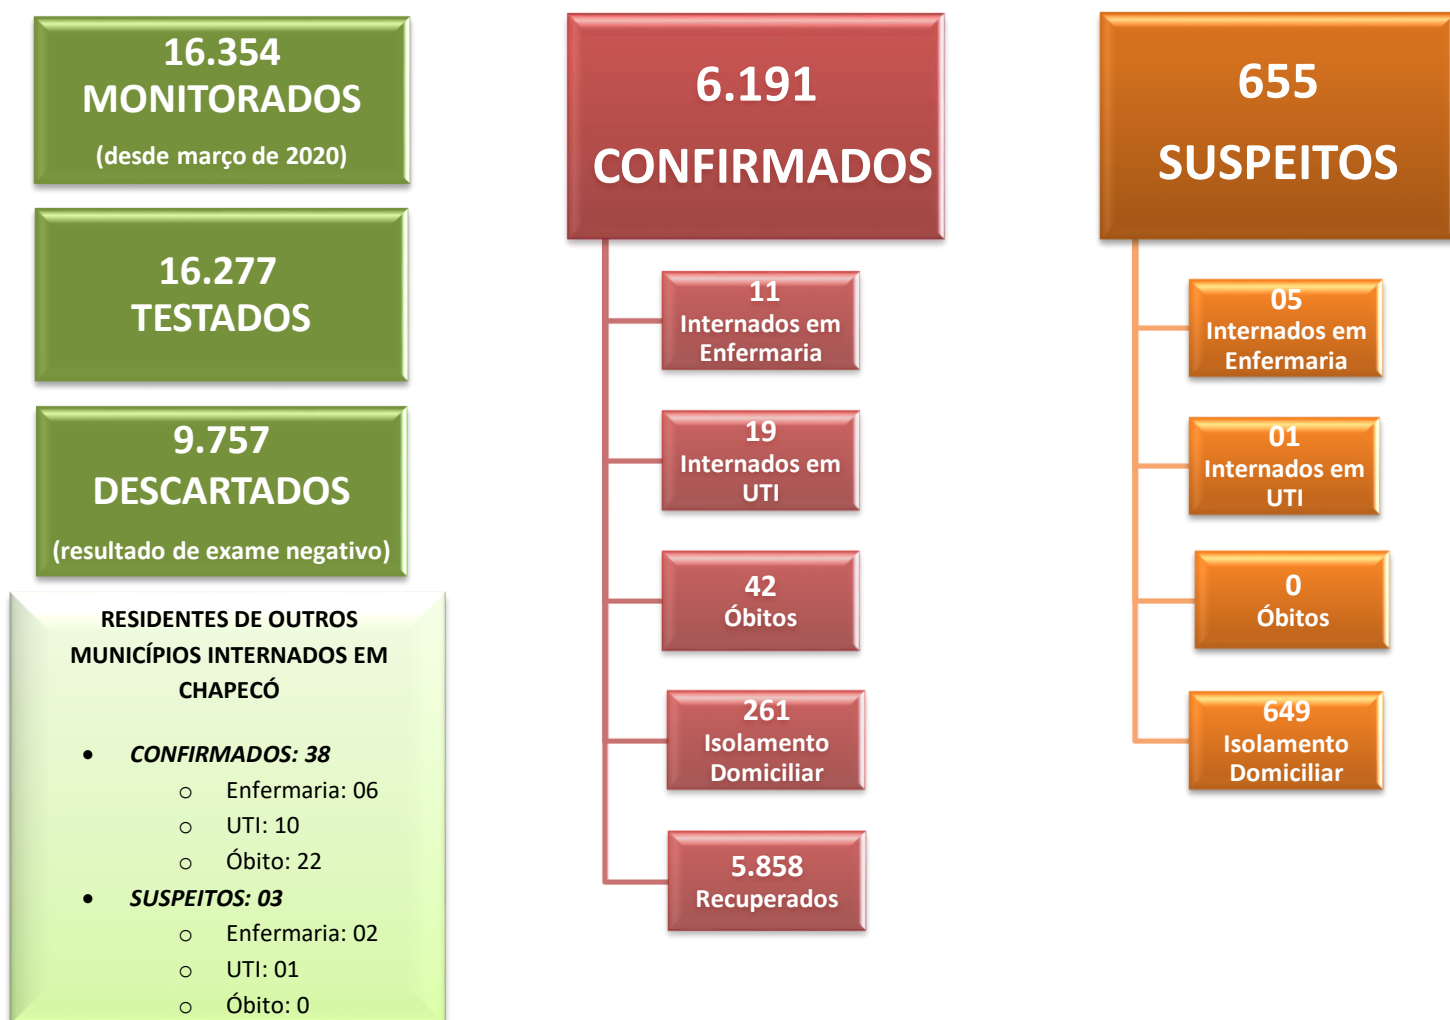 16.354
MONITORADOS
(desde março de 2020)
16.277
TESTADOS
9.757
DESCARTADOS
(resultado de exame negativo)
RESIDENTES DE OUTROS
MUNICÍPIOS INTERNADOS EM
CHAPECÓ
• CONFIRMADOS: 38
o Enfermaria: 06
o UTI: 10
o Óbito: 22
• SUSPEITOS: 03
o Enfermaria: 02
o UTI: 01
o Óbito: 0
6.191
CONFIRMADOS
11
Internados em
Enfermaria
19
Internados em
UTI
42
Óbitos
261
Isolamento
Domiciliar
5.858
Recuperados
655
SUSPEITOS
05
Internados em
Enfermaria
01
Internados em
UTI
0
Óbitos
649
Isolamento
Domiciliar